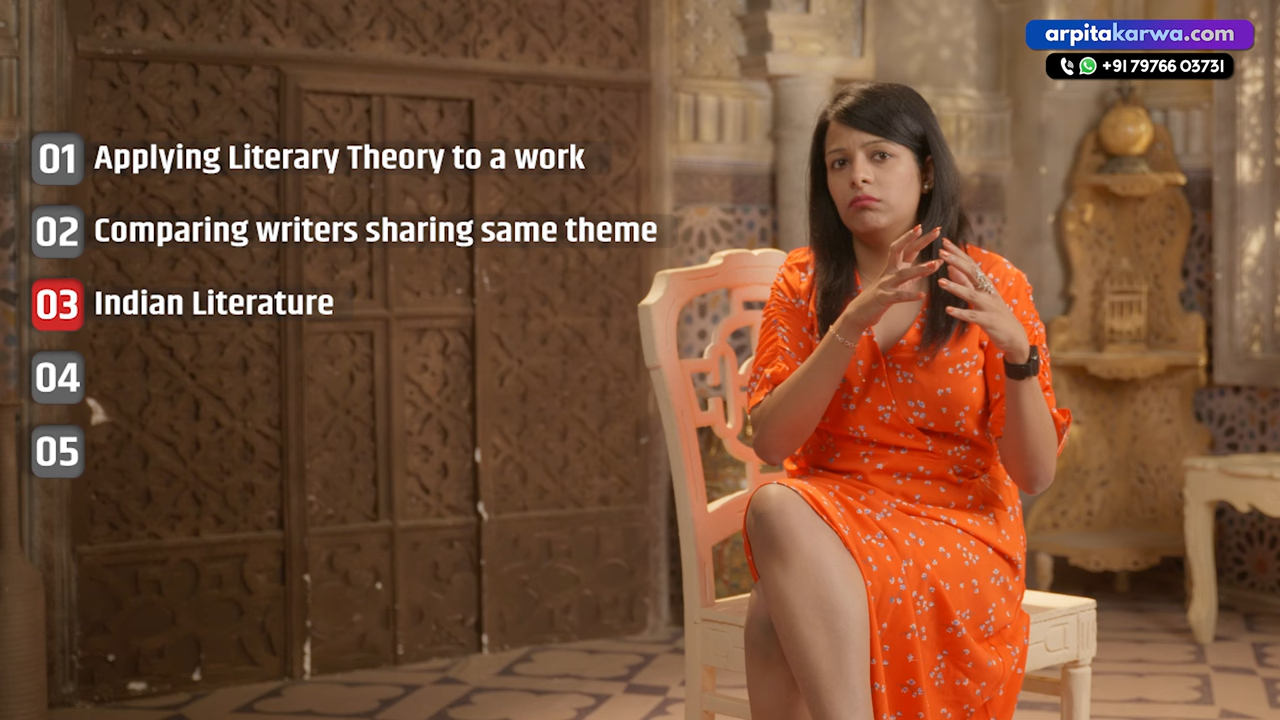 arpitakarwa.com
+91 79766 03731
01 Applying Literary Theory to a work
02 Comparing writers sharing same theme
03 Indian Literature
04
05